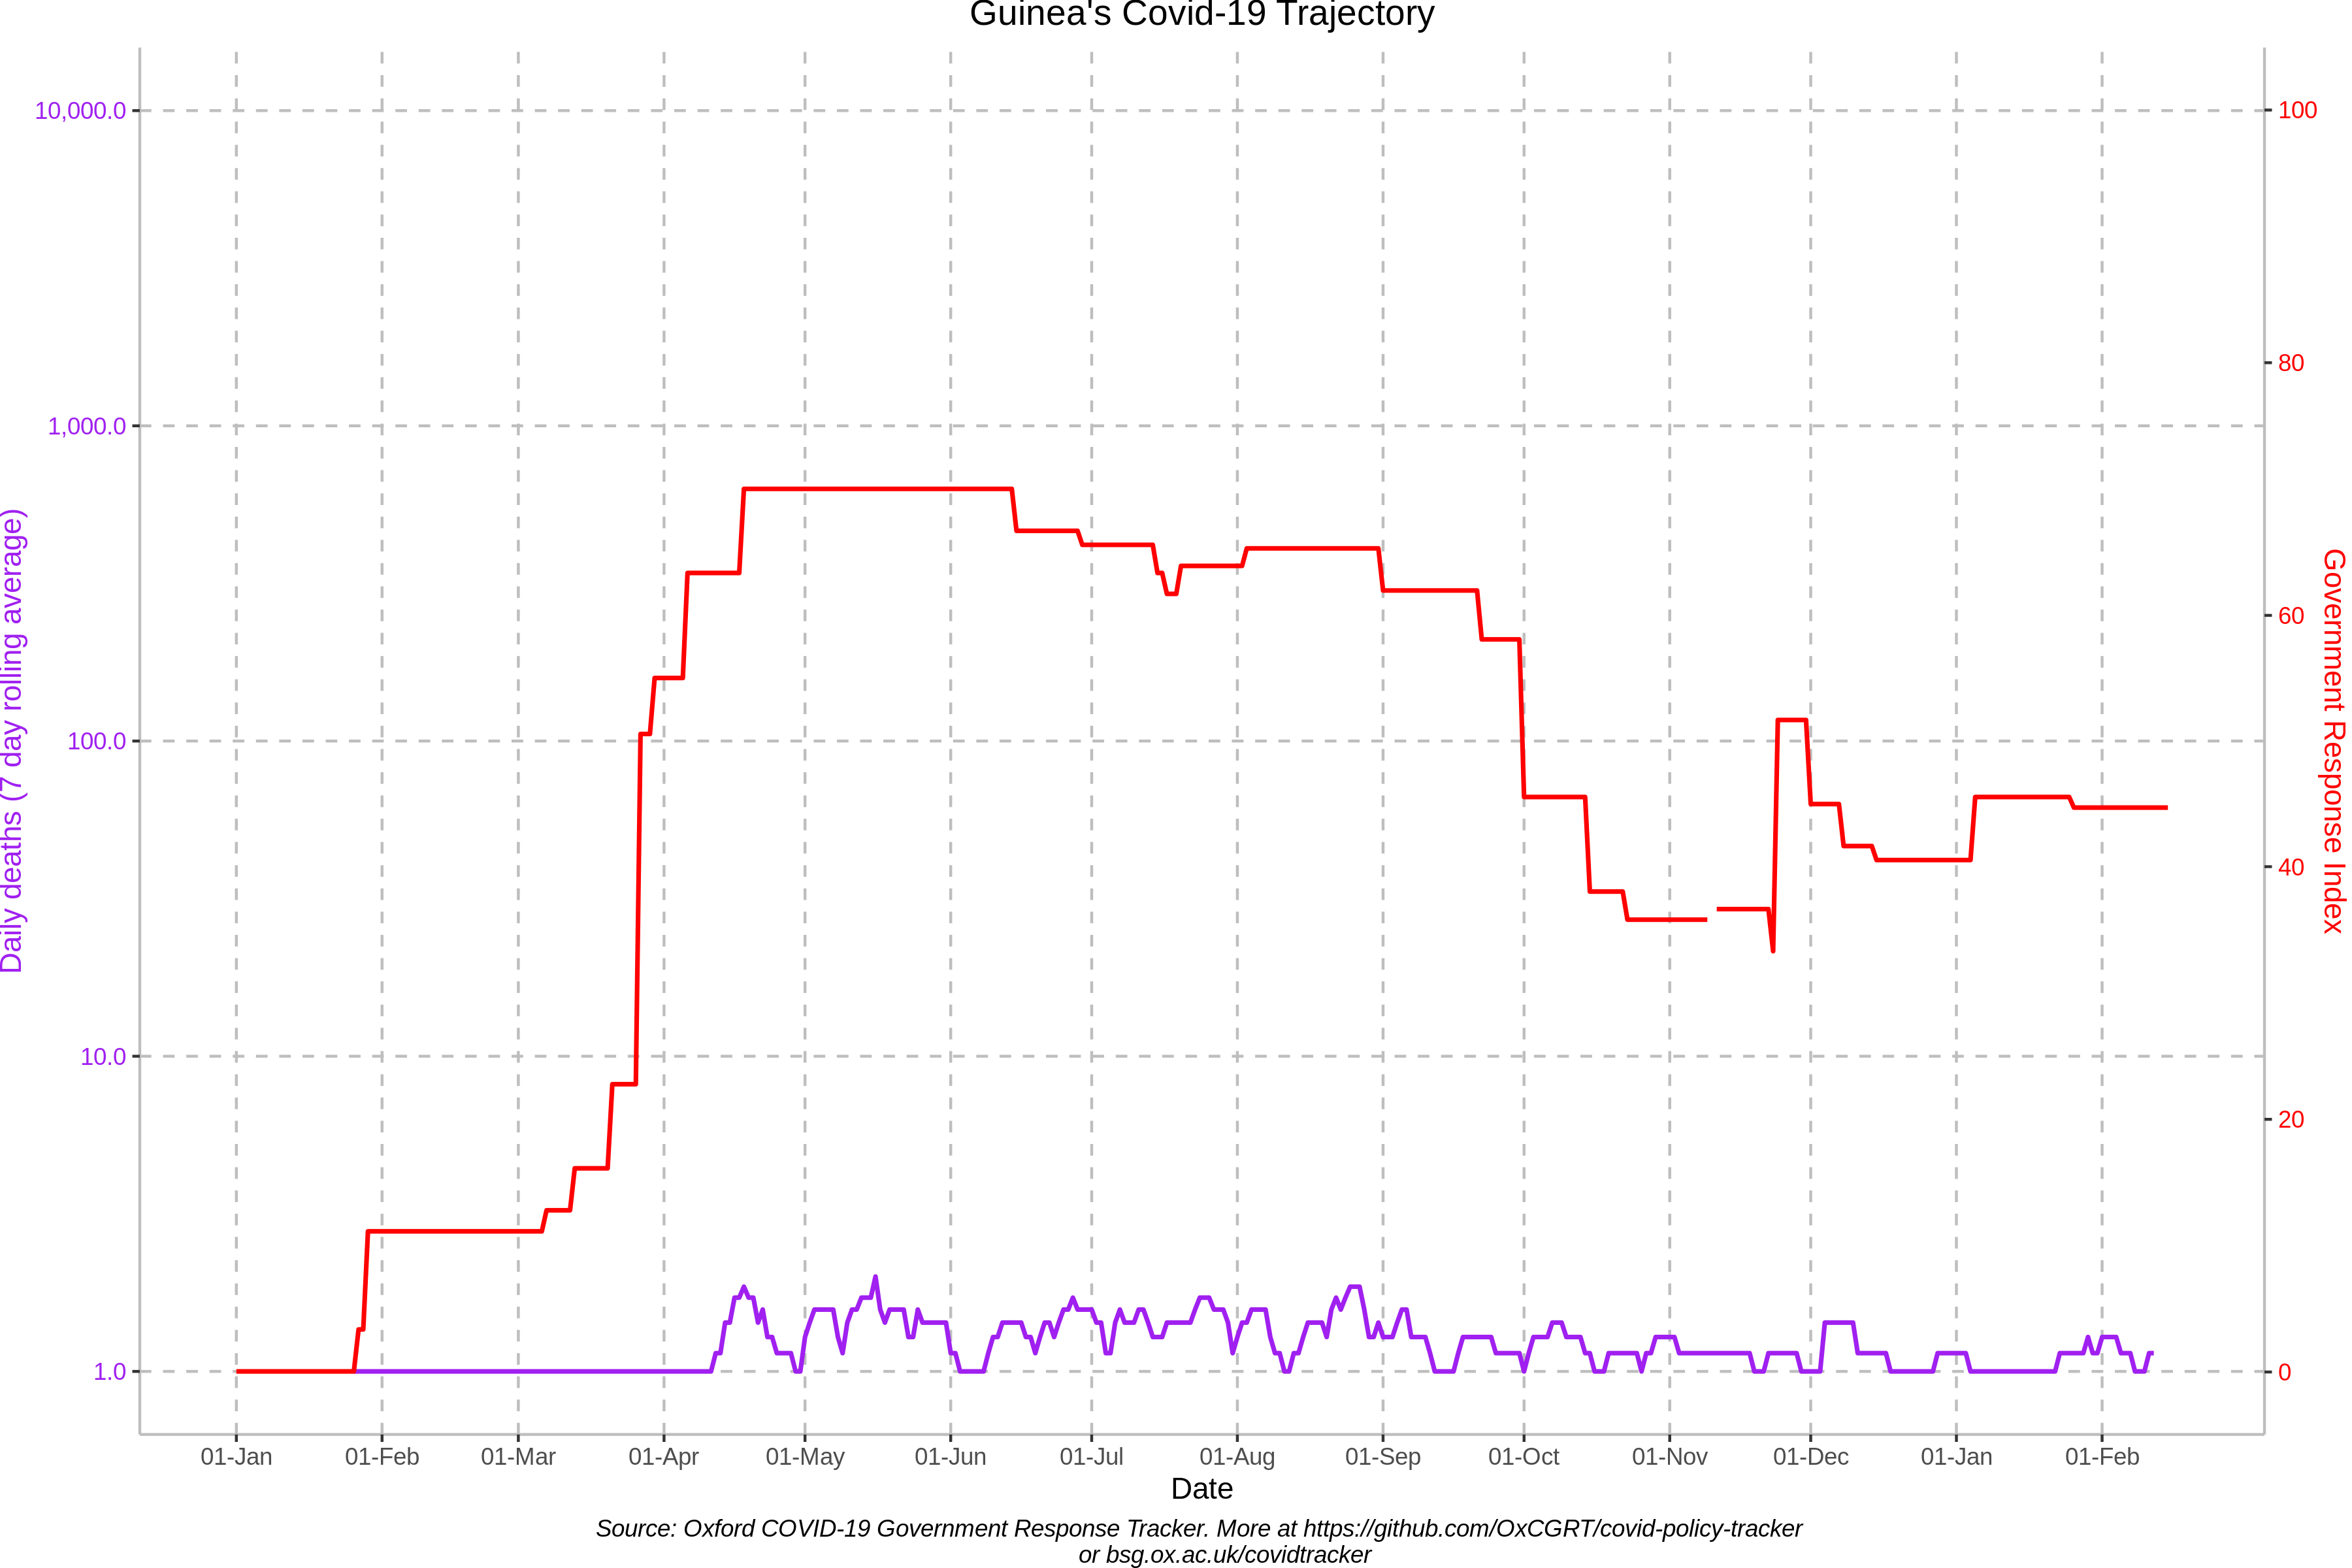 Guinea's Covid-19 Trajectory
10,000.0
1,000.0
100.0
10.0
1.0
Daily deaths (7 day rolling average)
100
80
60
40
20
0
Government Response Index
01-Jan 01-Feb 01-Mar 01-Apr 01-May 01-Jun 01-Jul 01-Aug 01-Sep 01-Oct 01-Nov 01-Dec 01-Jan 01-Feb
Date
Source: Oxford COVID-19 Government Response Tracker. More at https://github.com/OxCGRT/covid-policy-tracker
or bsg.ox.ac.uk/covidtracker